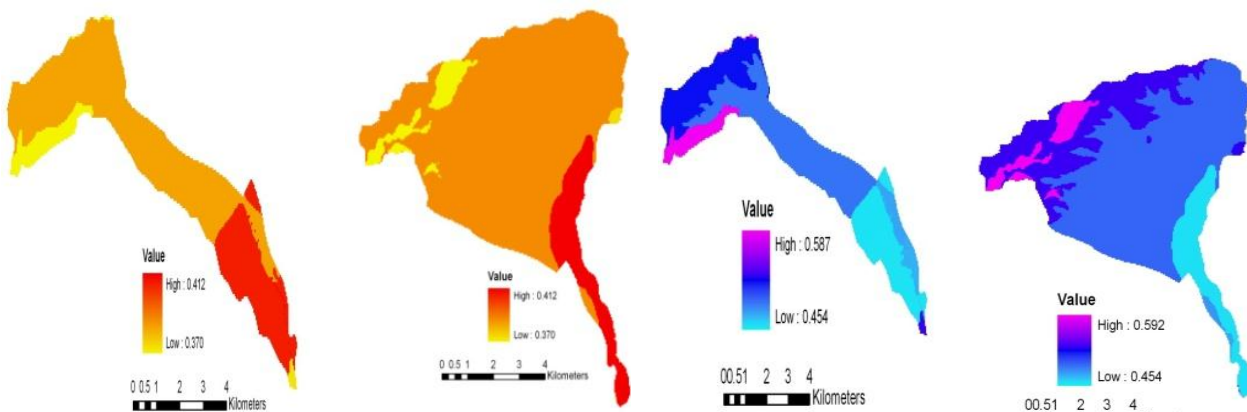 Value
High : 0.412
Low : 0.370
0 0.5 1 2 3 4
Kilometers
Value
High : 0.412
Low : 0.370
0 0.5 1 2 3 4
Kilometers
Value
High : 0.587
Low : 0.454
00.51 2 3 4
Kilometers
Value
High : 0.592
Low : 0.454
00.51 2 3 4